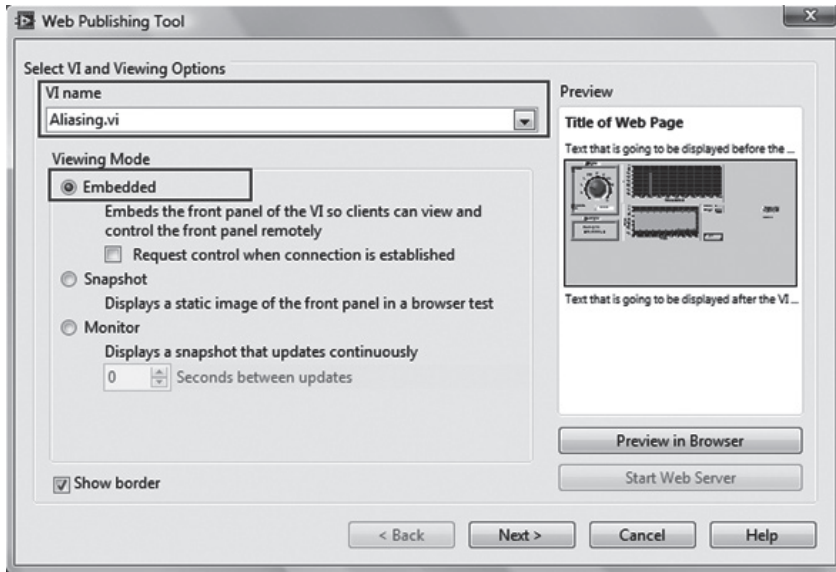 Web Publishing Tool
X
Select VI and Viewing Options
VI name
Aliasing.vi
Viewing Mode
Embedded
Embeds the front panel of the VI so clients can view and
control the front panel remotely
Request control when connection is established
Snapshot
Displays a static image of the front panel in a browser test
Monitor
Displays a snapshot that updates continuously
0 Seconds between updates
Show border
Preview
Title of Web Page
Text that is going to be displayed before the ...
Text that is going to be displayed after the VI ...
Preview in Browser
Start Web Server
< Back Next > Cancel Help